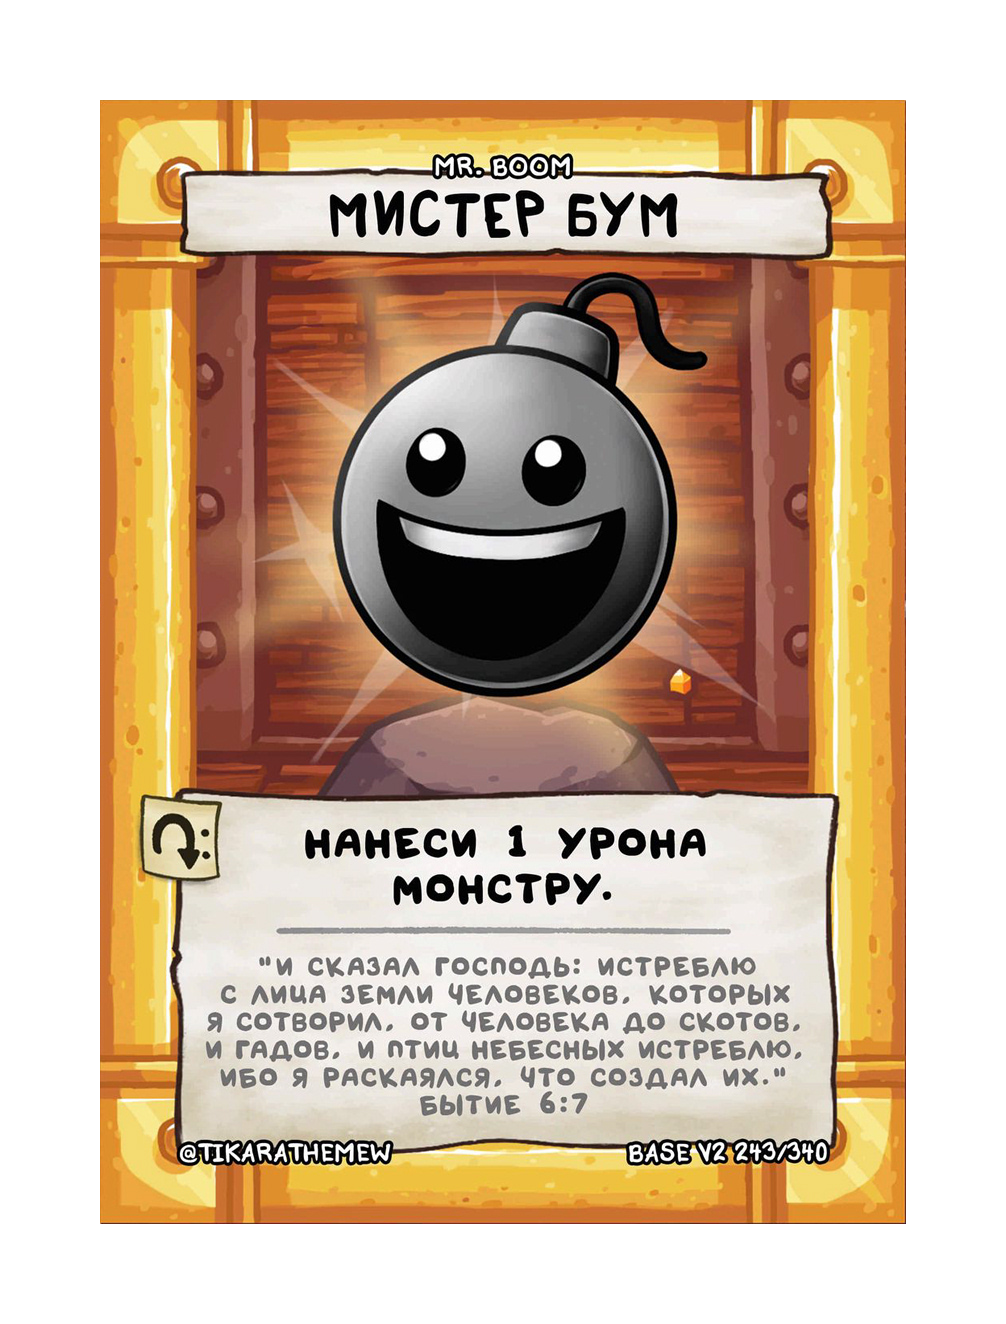 MR. BOOM
МИСТЕР БУМ
НАНЕСИ 1 УРОНА
МОНСТРУ.
"И СКАЗАЛ ГОСПОДЬ: ИСТРЕБЛЮ
С ЛИЦА ЗЕМЛИ ЧЕЛОВЕКОВ, КОТОРЫХ
Я СОТВОРИЛ, ОТ ЧЕЛОВЕКА ДО СКОТОВ,
И ГАДОВ, И ПТИЦ НЕБЕСНЫХ ИСТРЕБЛЮ,
ИБО Я РАСКАЯЛСЯ, ЧТО СОЗДАЛ ИХ."
БЫТИЕ 6:7
@TIKARATHEMEW
BASE V2 243/340